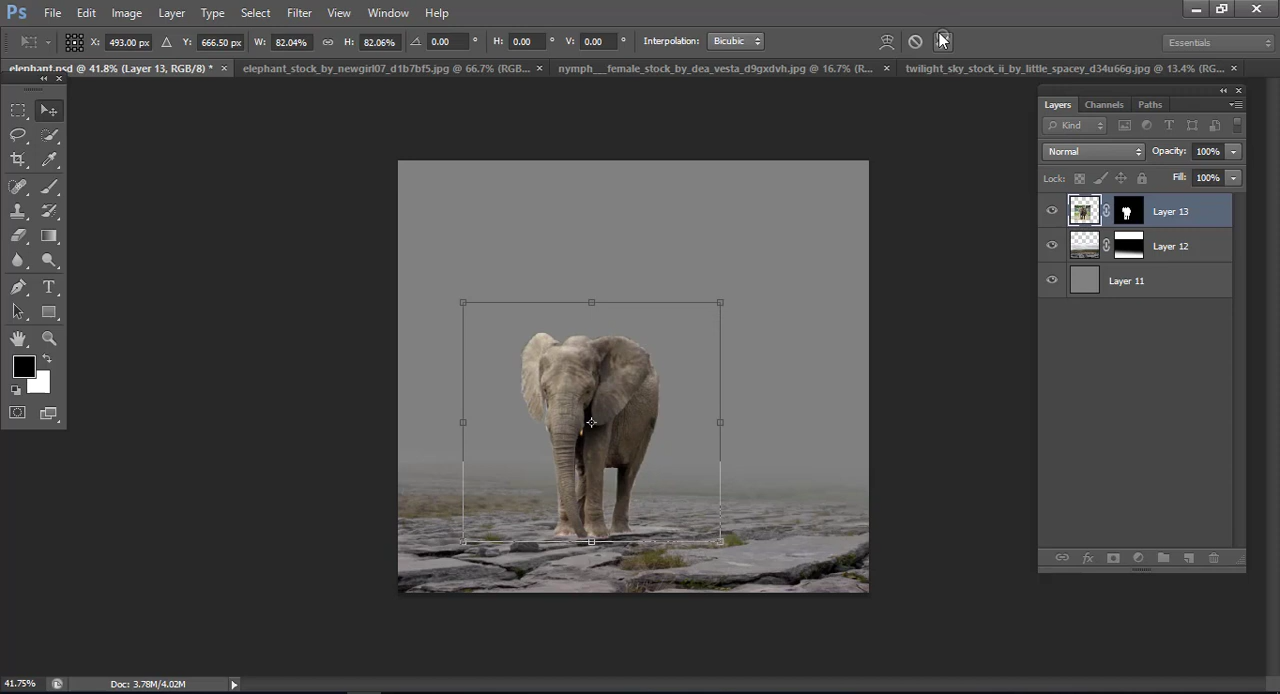 Ps File Edit Image Layer Type Select Filter View Window Help
X: 493.00 px Y: 666.50 px W: 82.04% H: 82.06% 0.00 ° H: 0.00 ° V: 0.00 ° Interpolation: Bicubic Essentials
elephant.psd @ 41.8% (Layer 13, RGB/8) * × elephant_stock_by_newgirl07_d1b7bf5.jpg @ 66.7% (RGB... × nymph___female_stock_by_dea_vesta_d9gxdvh.jpg @ 16.7% (R... × twilight_sky_stock_ii_by_little_spacey_d34u66g.jpg @ 13.4% (RG... ×
Layers Channels Paths
Kind
Normal Opacity: 100%
Lock: Fill: 100%
Layer 13
Layer 12
Layer 11
fx
41.75% Doc: 3.78M/4.02M